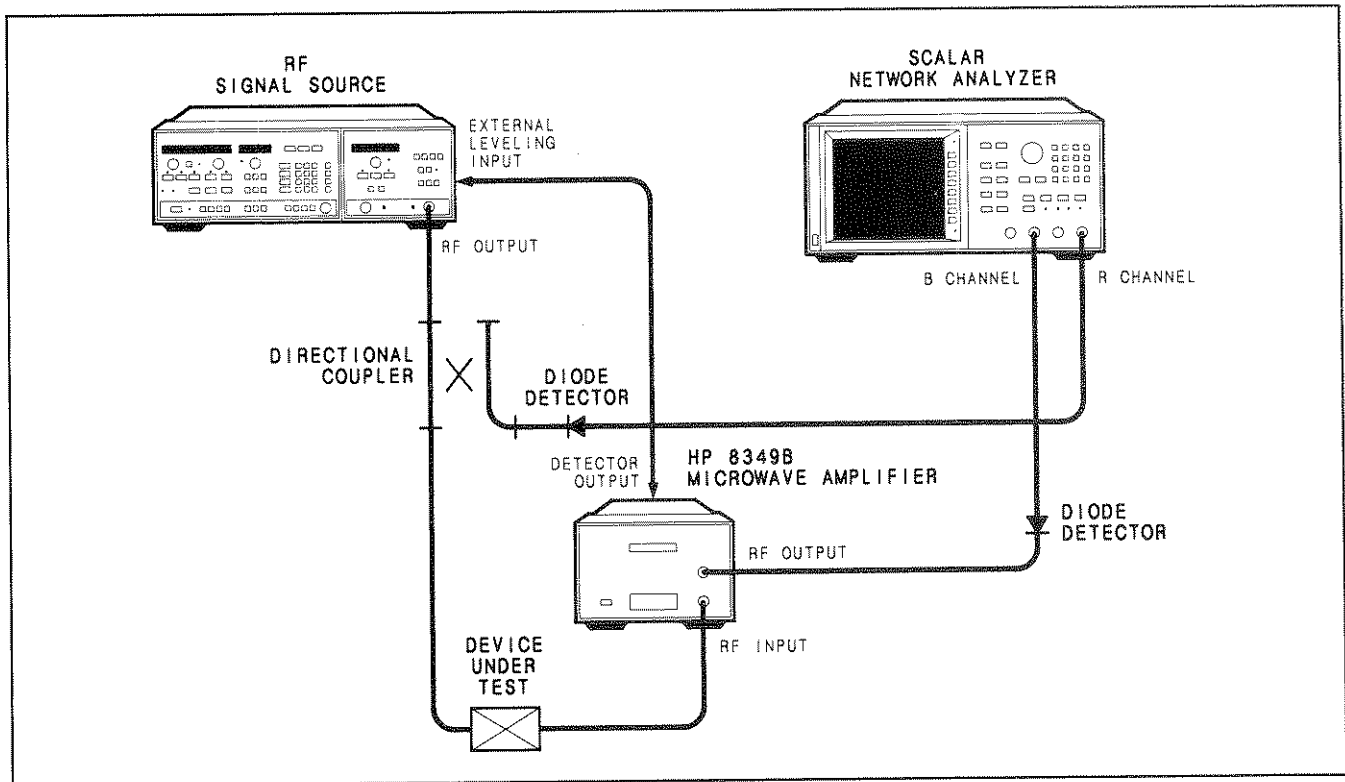 RF
SIGNAL SOURCE
SCALAR
NETWORK ANALYZER
EXTERNAL
LEVELING
INPUT
RF OUTPUT
B CHANNEL
R CHANNEL
DIRECTIONAL
COUPLER
DIODE
DETECTOR
DETECTOR
OUTPUT
HP 8349B
MICROWAVE AMPLIFIER
DIODE
DETECTOR
RF OUTPUT
RF INPUT
DEVICE
UNDER
TEST